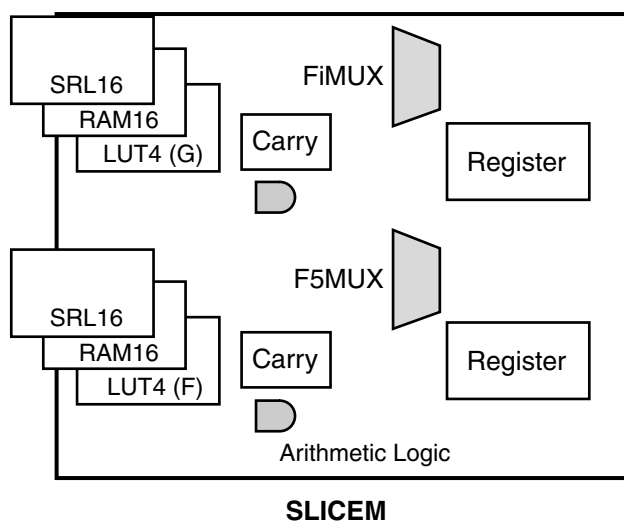 SRL16
RAM16
LUT4 (G)
Carry
FiMUX
Register
SRL16
RAM16
LUT4 (F)
Carry
F5MUX
Register
Arithmetic Logic
SLICEM